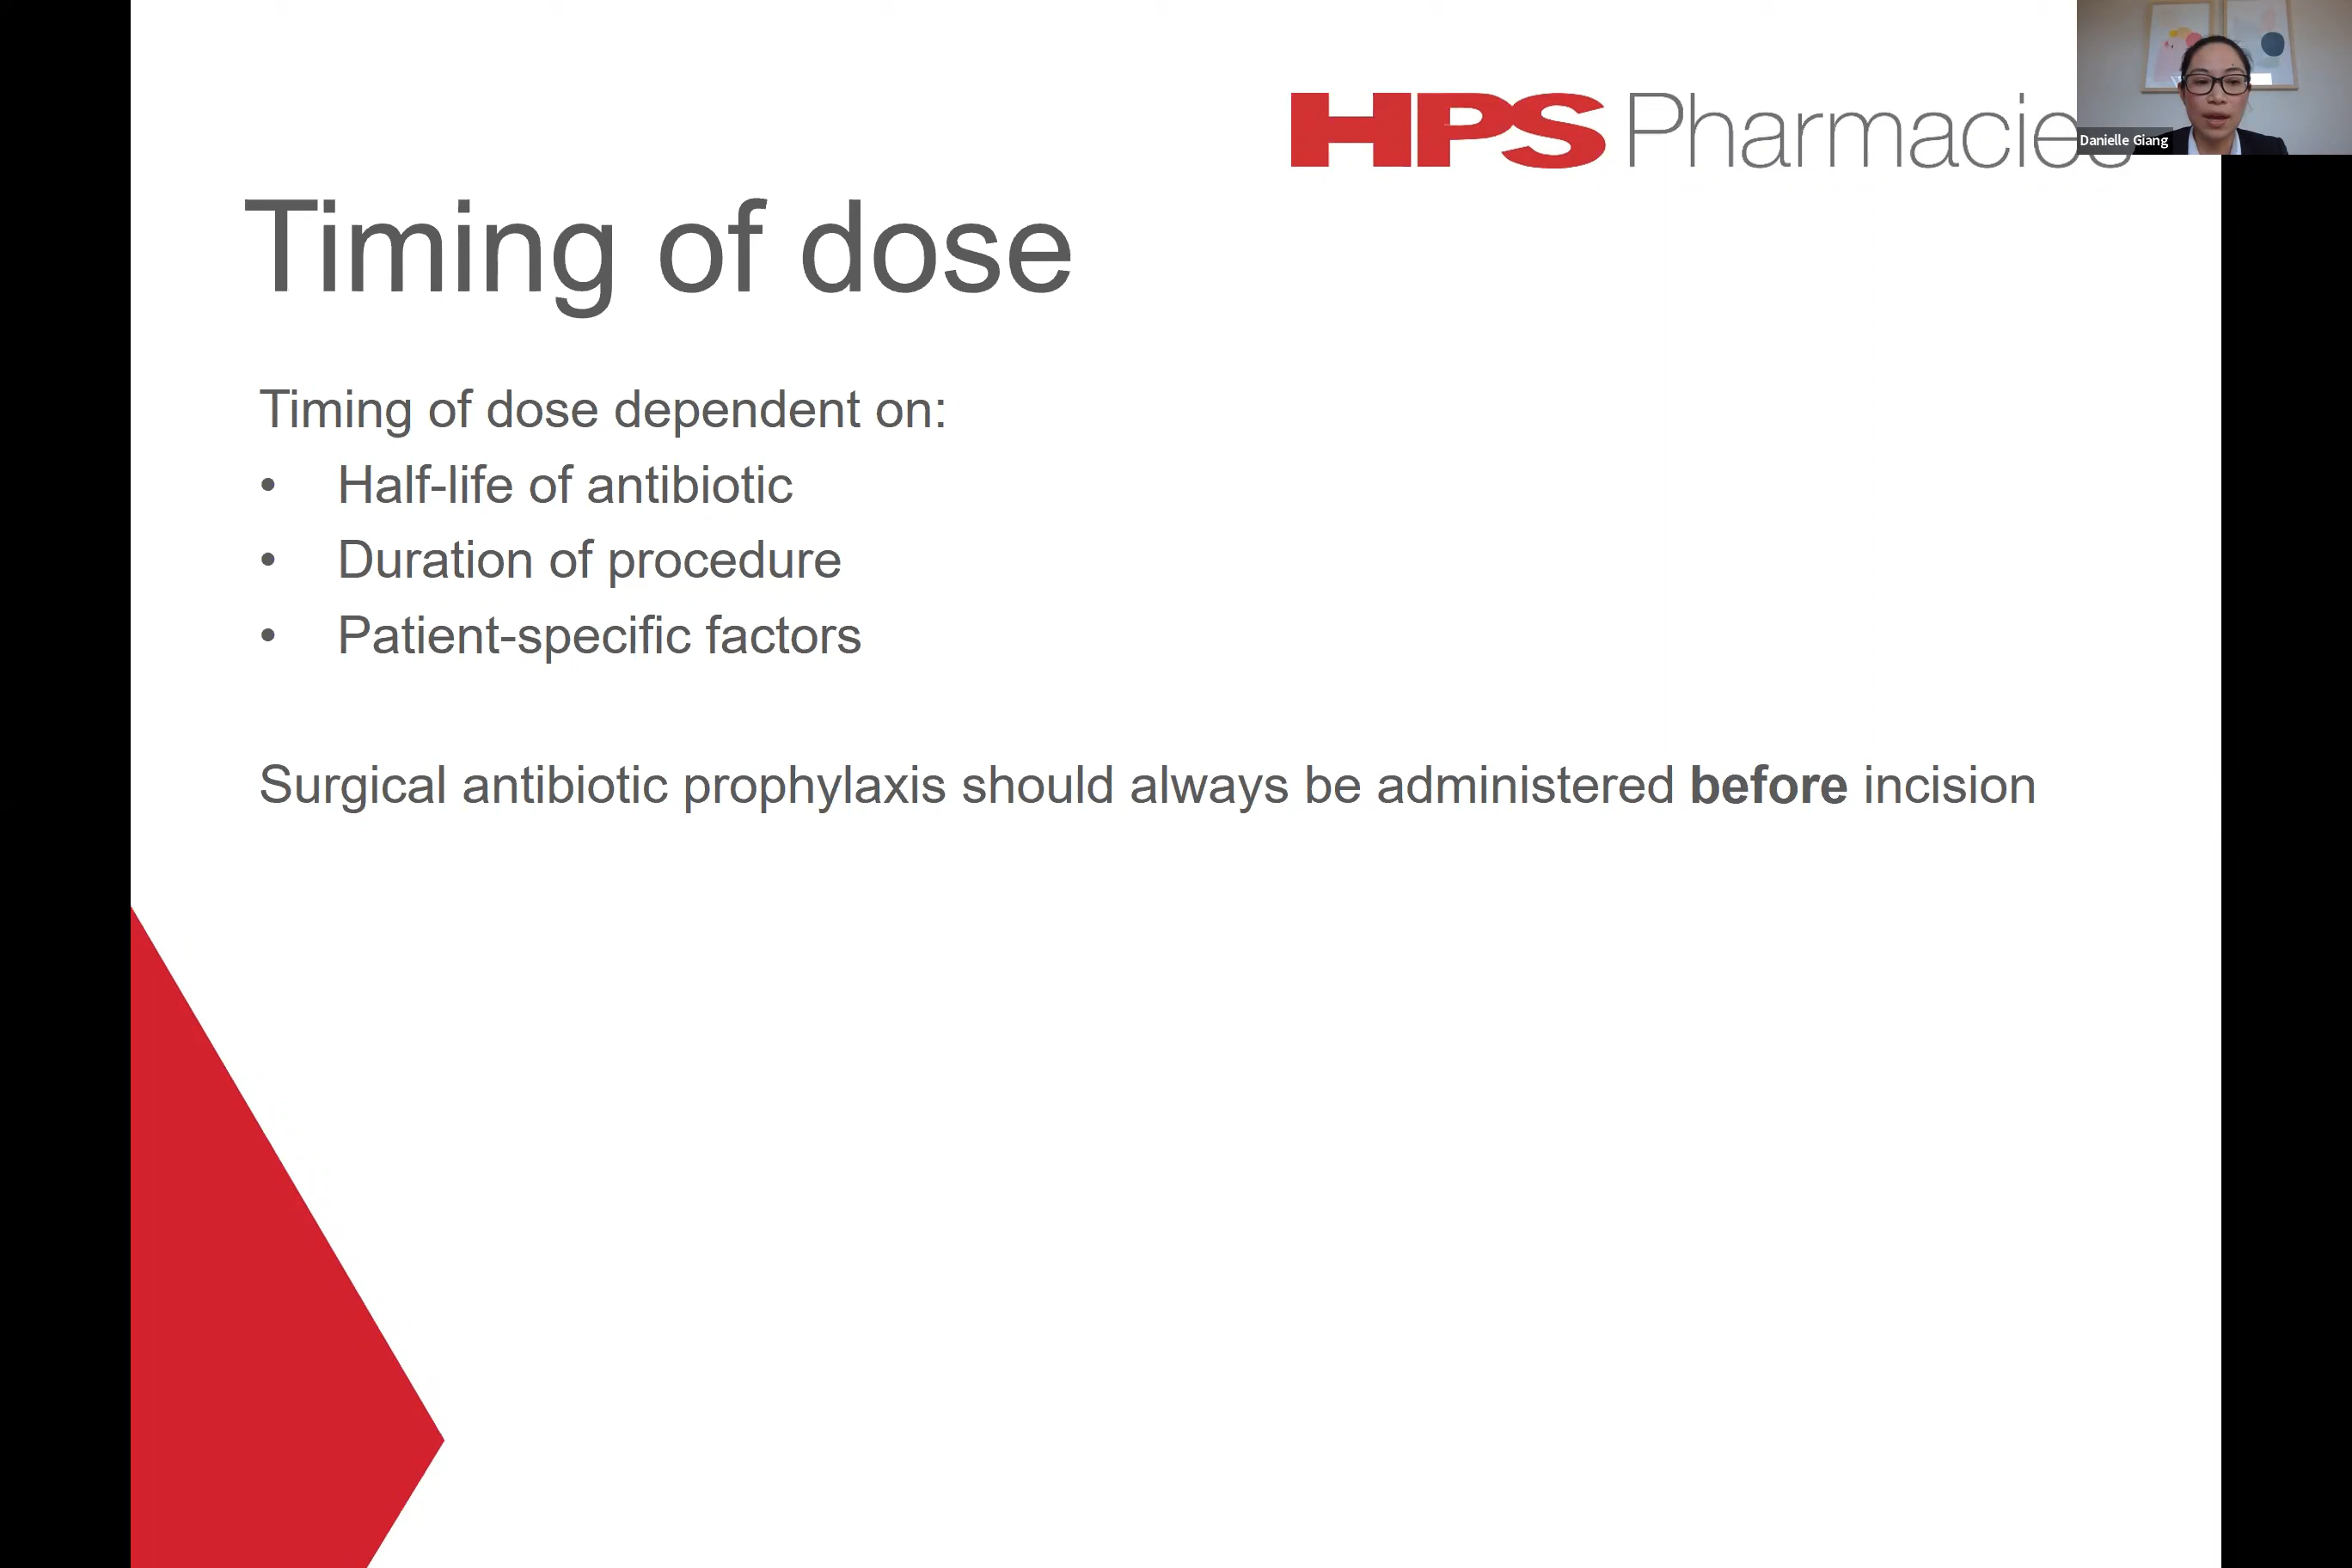 HPS Pharmacies
Danielle Giang
Timing of dose
Timing of dose dependent on:
• Half-life of antibiotic
• Duration of procedure
• Patient-specific factors
Surgical antibiotic prophylaxis should always be administered before incision